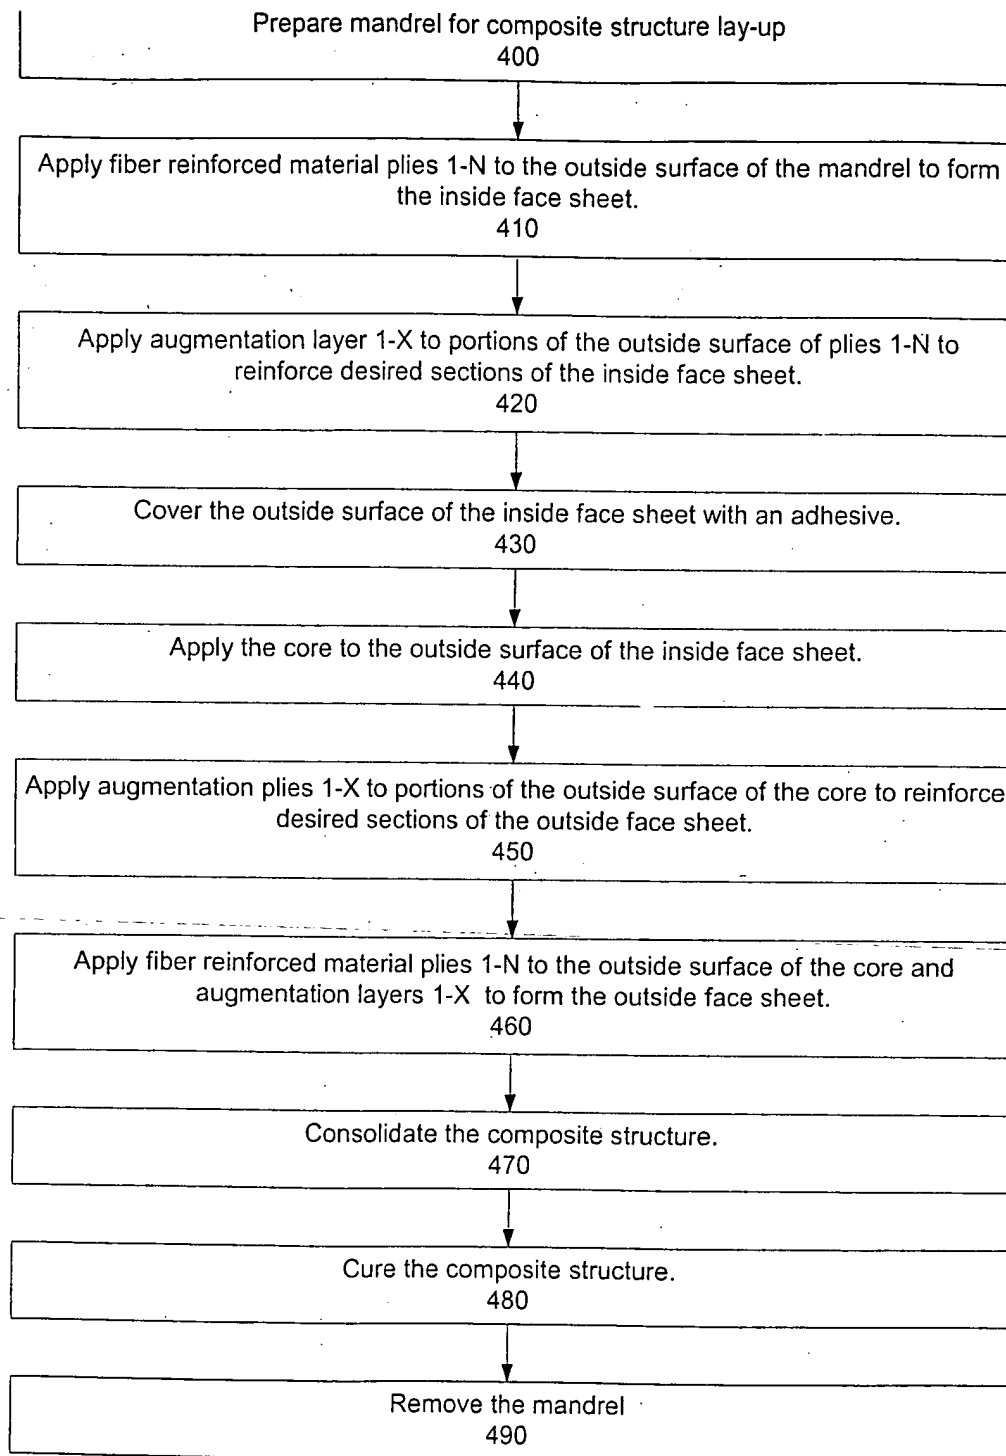 Prepare mandrel for composite structure lay-up
400
Apply fiber reinforced material plies 1-N to the outside surface of the mandrel to form
the inside face sheet.
410
Apply augmentation layer 1-X to portions of the outside surface of plies 1-N to
reinforce desired sections of the inside face sheet.
420
Cover the outside surface of the inside face sheet with an adhesive.
430
Apply the core to the outside surface of the inside face sheet.
440
Apply augmentation plies 1-X to portions of the outside surface of the core to reinforce
desired sections of the outside face sheet.
450
Apply fiber reinforced material plies 1-N to the outside surface of the core and
augmentation layers 1-X to form the outside face sheet.
460
Consolidate the composite structure.
470
Cure the composite structure.
480
Remove the mandrel
490